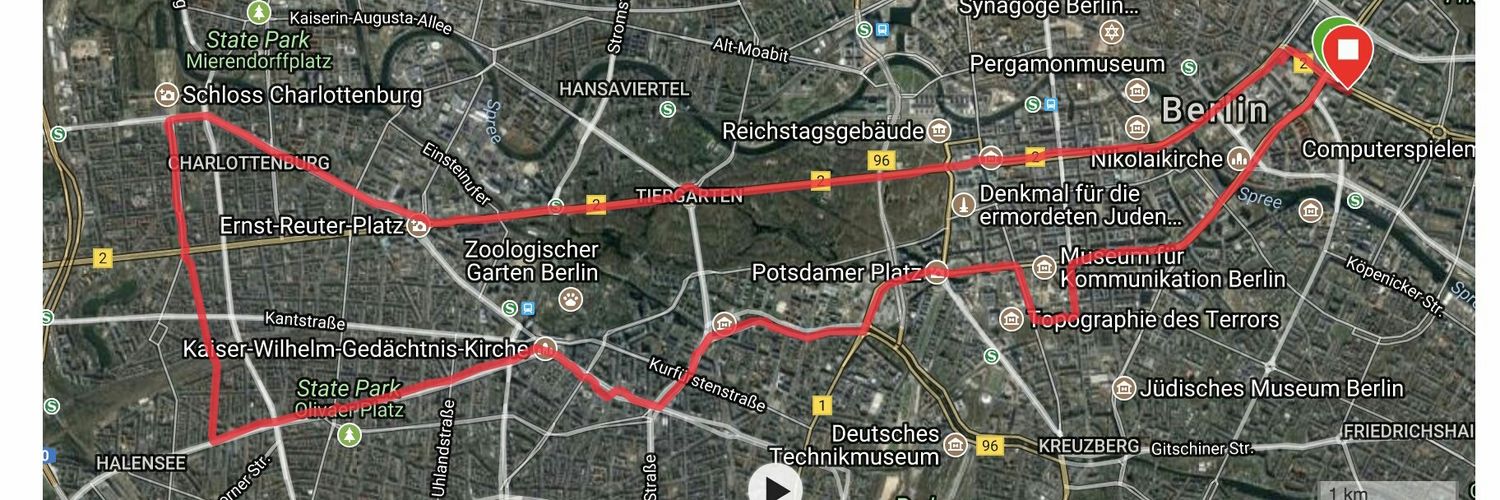 Kaiserin-Augusta-Allee
Synagoge Berlin...
State Park
Mierendorffplatz
Alt-Moabit
Pergamonmuseum
2
Schloss Charlottenburg
HANSAVIERTEL
Spree
Berlin
Reichstagsgebäude
CHARLOTTENBURG
Einsteinufer
96
2
Nikolaikirche
Computerspielem
TIERGARTEN
2
2
Denkmal für die
ermordeten Juden...
Spree
Ernst-Reuter-Platz
2
Zoologischer
Garten Berlin
Potsdamer Platz
Museum für
Kommunikation Berlin
Köpenicker Str.
Kantstraße
Topographie des Terrors
Kaiser-Wilhelm-Gedächtnis-Kirche
Kurfürstenstraße
State Park
Olivaer Platz
Jüdisches Museum Berlin
1
Uhlandstraße
Deutsches
Technikmuseum
96
KREUZBERG
Gitschiner Str.
FRIEDRICHSHAI
HALENSEE
orner Str.
Straße
1 km